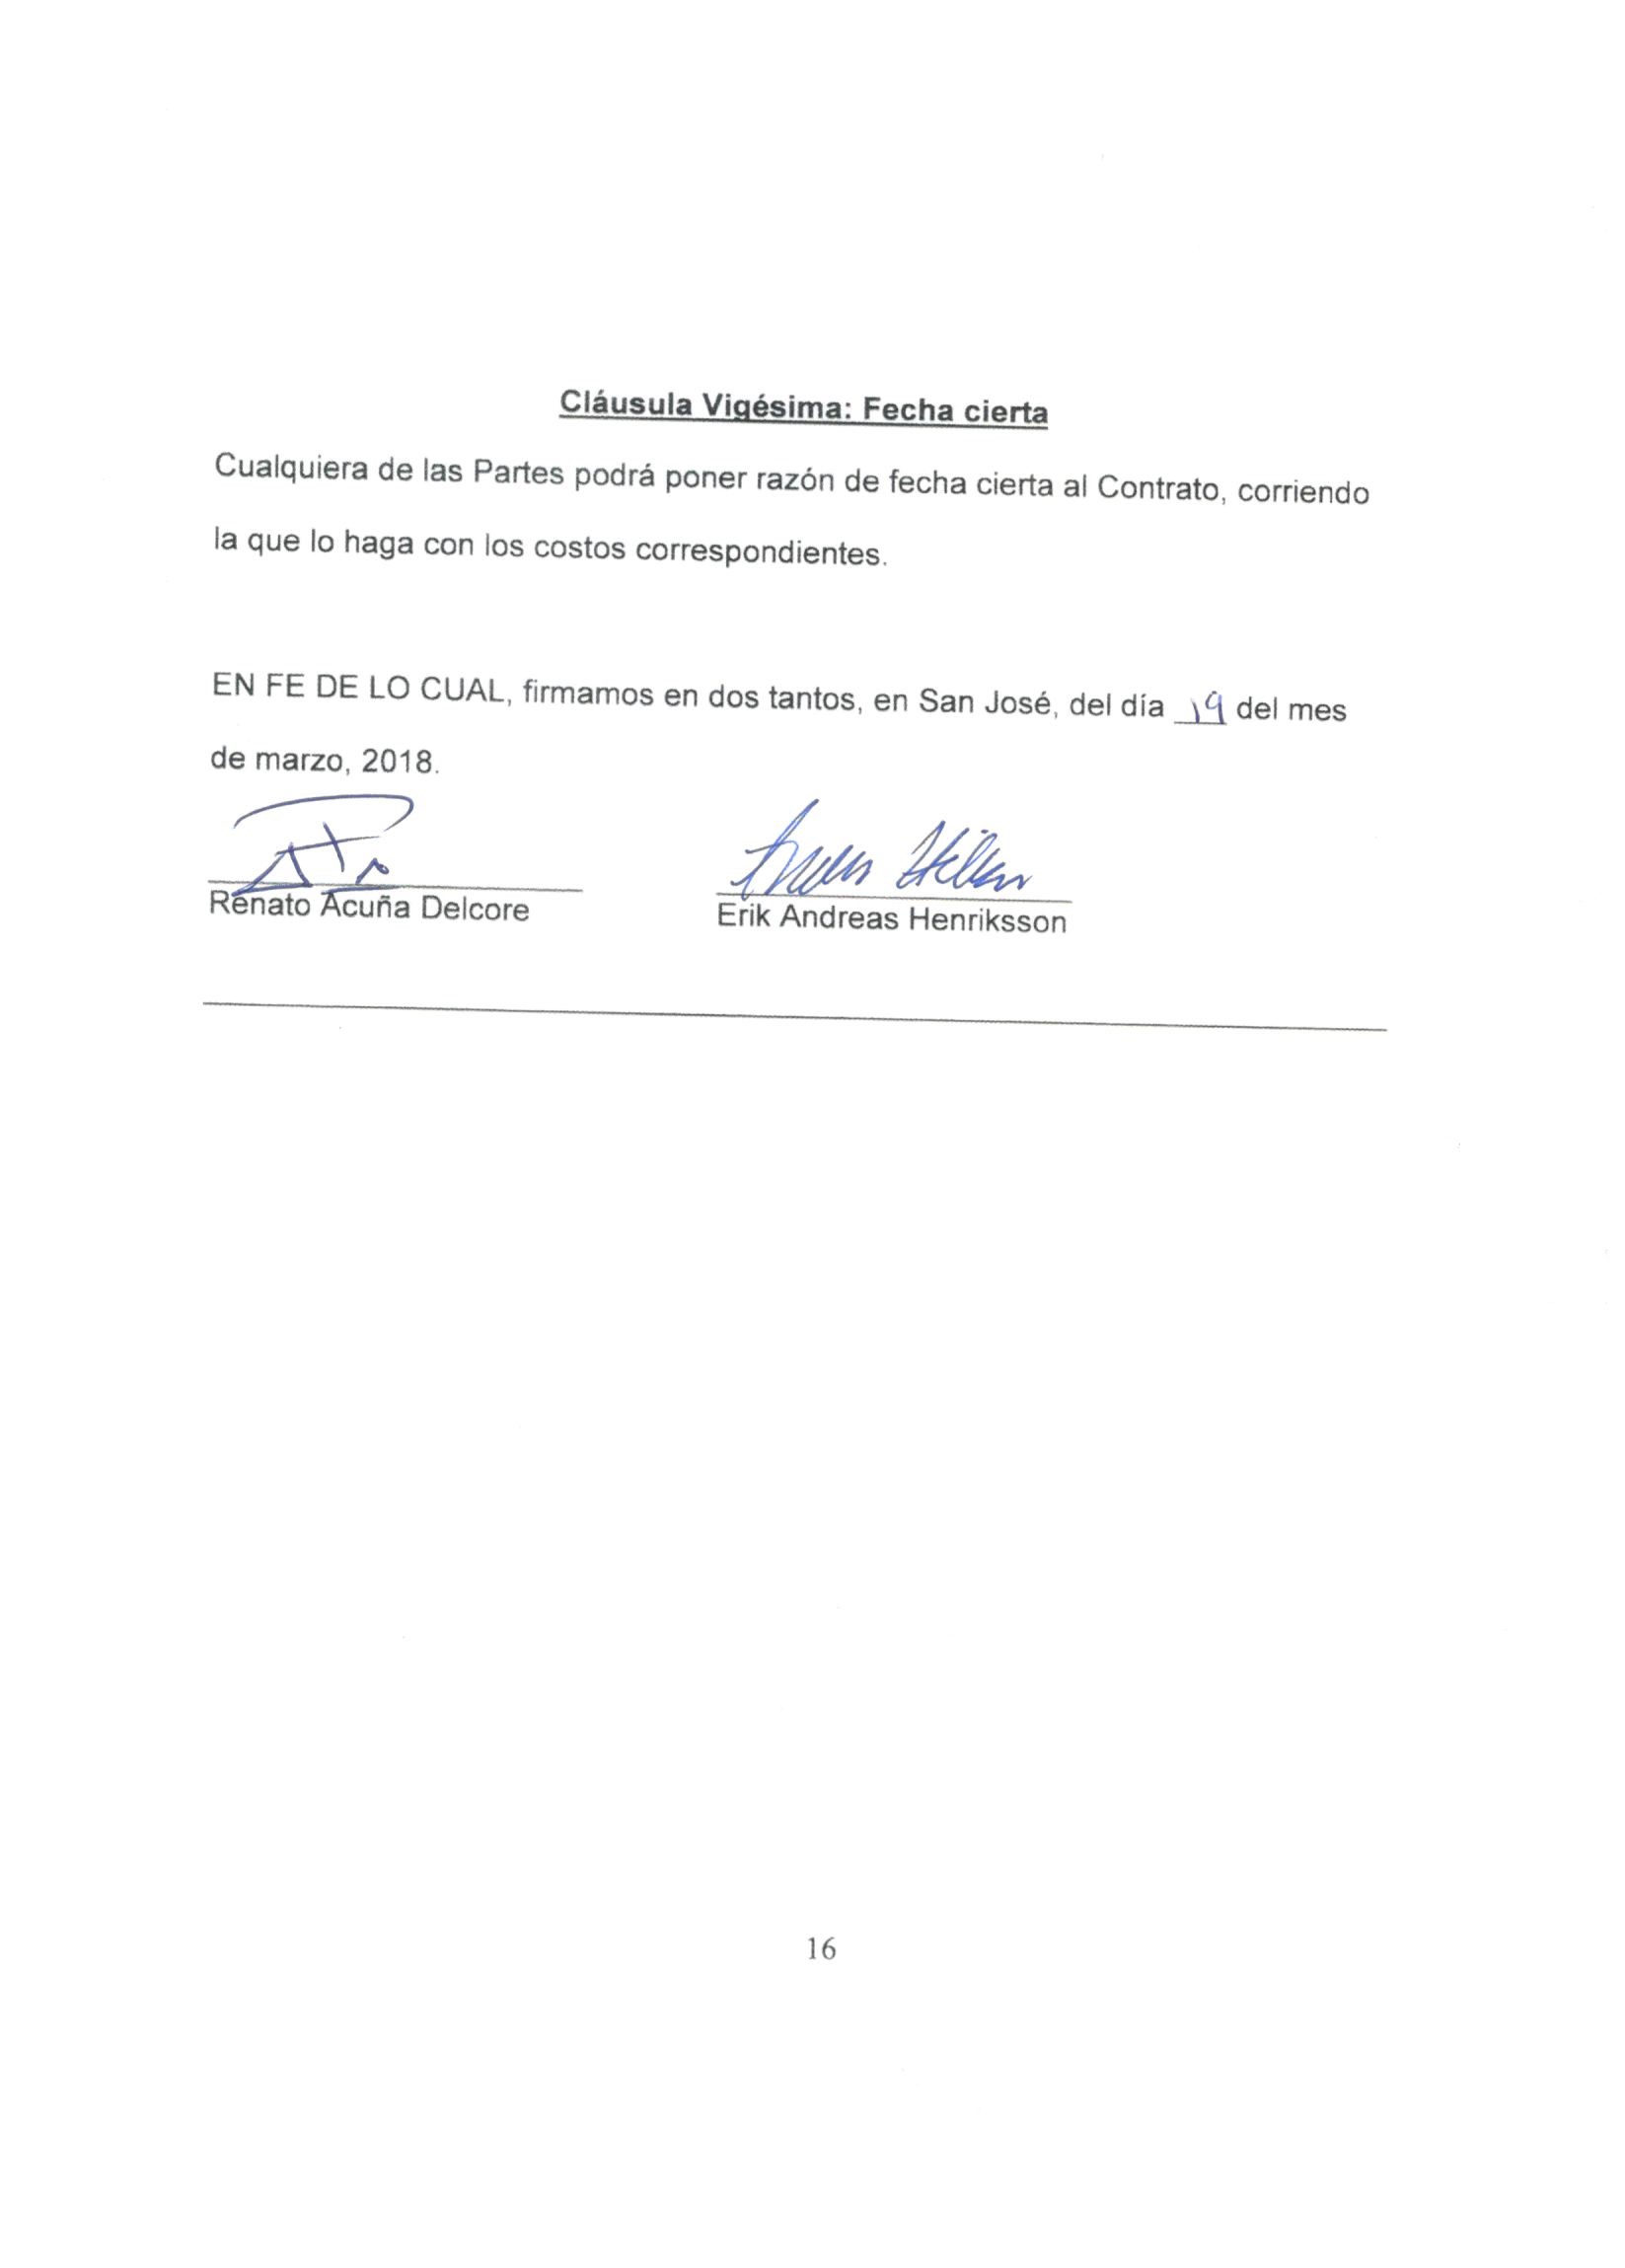 Cláusula Vigésima: Fecha cierta
Cualquiera de las Partes podrá poner razón de fecha cierta al Contrato, corriendo
la que lo haga con los costos correspondientes.
EN FE DE LO CUAL, firmamos en dos tantos, en San José, del día 19 del mes
de marzo, 2018.
Renato Acuña Delcore
Erik Andreas Henriksson
16